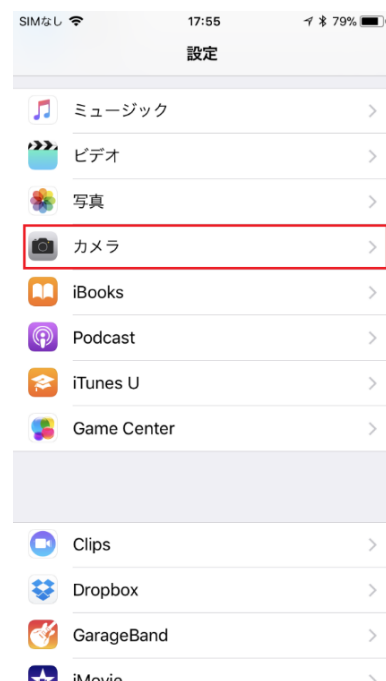 SIMなし 17:55 79%
設定
ミュージック
ビデオ
写真
カメラ
iBooks
Podcast
iTunes U
Game Center
Clips
Dropbox
GarageBand
iMovie